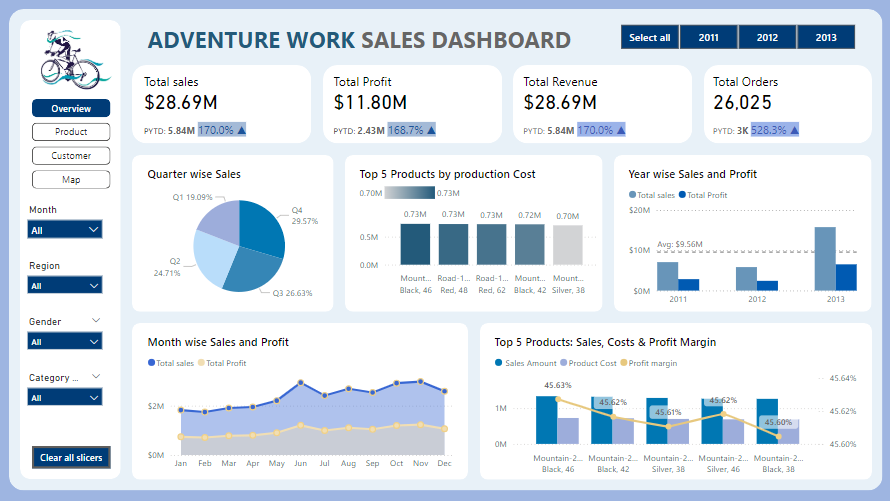 ADVENTURE WORK SALES DASHBOARD
Select all 2011 2012 2013
Overview
Product
Customer
Map
Month
All
Region
All
Gender
All
Category ...
All
Clear all slicers
Total sales
$28.69M
PYTD: 5.84M 170.0% ▲
Total Profit
$11.80M
PYTD: 2.43M 168.7% ▲
Total Revenue
$28.69M
PYTD: 5.84M 170.0% ▲
Total Orders
26,025
PYTD: 3K 528.3% ▲
Quarter wise Sales
Q1 19.09%
Q4
29.57%
Q2
24.71%
Q3 26.63%
Top 5 Products by production Cost
0.70M 0.73M
0.73M 0.73M 0.73M 0.72M 0.70M
0.5M
0.0M
Mount... Road-1... Road-1... Mount... Mount...
Black, 46 Red, 48 Red, 62 Black, 42 Silver, 38
Year wise Sales and Profit
Total sales Total Profit
$20M
Avg: $9.56M
$10M
$0M
2011 2012 2013
Month wise Sales and Profit
Total sales Total Profit
$2M
$0M
Jan Feb Mar Apr May Jun Jul Aug Sep Oct Nov Dec
Top 5 Products: Sales, Costs & Profit Margin
Sales Amount Product Cost Profit margin
45.63% 45.62% 45.61% 45.62% 45.60%
1M
0M
45.64%
45.62%
45.60%
Mountain-2... Mountain-2... Mountain-2... Mountain-2... Mountain-2...
Black, 46 Black, 42 Silver, 38 Silver, 46 Black, 38